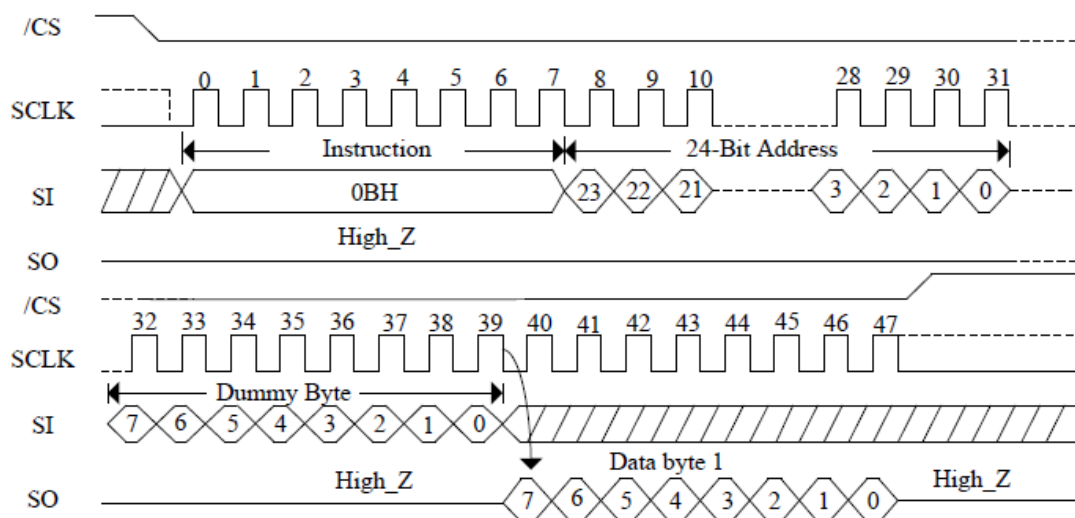 /CS
0 1 2 3 4 5 6 7 8 9 10 28 29 30 31
SCLK
Instruction 24-Bit Address
SI 0BH 23 22 21 3 2 1 0
High_Z
SO
/CS
32 33 34 35 36 37 38 39 40 41 42 43 44 45 46 47
SCLK
Dummy Byte
SI 7 6 5 4 3 2 1 0
Data byte 1
High_Z High_Z
SO 7 6 5 4 3 2 1 0